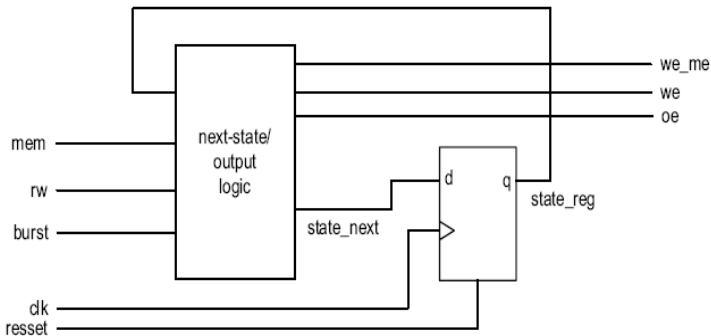 we_me
we
oe
mem
next-state/
output
logic
rw
burst
d
q
state_next
state_reg
clk
resset